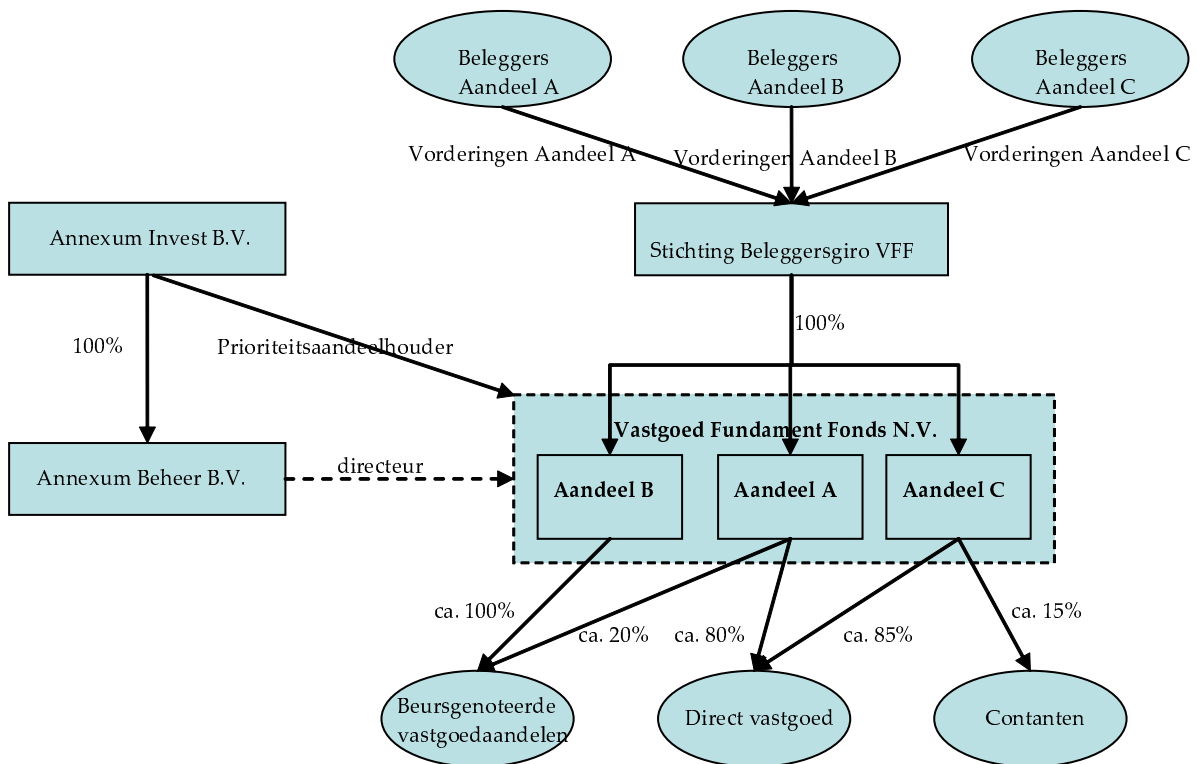 Beleggers
Aandeel A
Beleggers
Aandeel B
Beleggers
Aandeel C
Vorderingen Aandeel A
Vorderingen Aandeel B
Vorderingen Aandeel C
Annexum Invest B.V.
Stichting Beleggersgiro VFF
100%
100%
Prioriteitsaandeelhouder
Vastgoed Fundament Fonds N.V.
Annexum Beheer B.V.
directeur
Aandeel B
Aandeel A
Aandeel C
ca. 100%
ca. 20%
ca. 80%
ca. 85%
ca. 15%
Beursgenoteerde
vastgoedaandelen
Direct vastgoed
Contanten